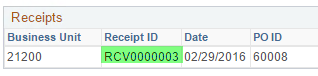 Receipts
Business Unit Receipt ID Date PO ID
21200 RCV0000003 02/29/2016 60008